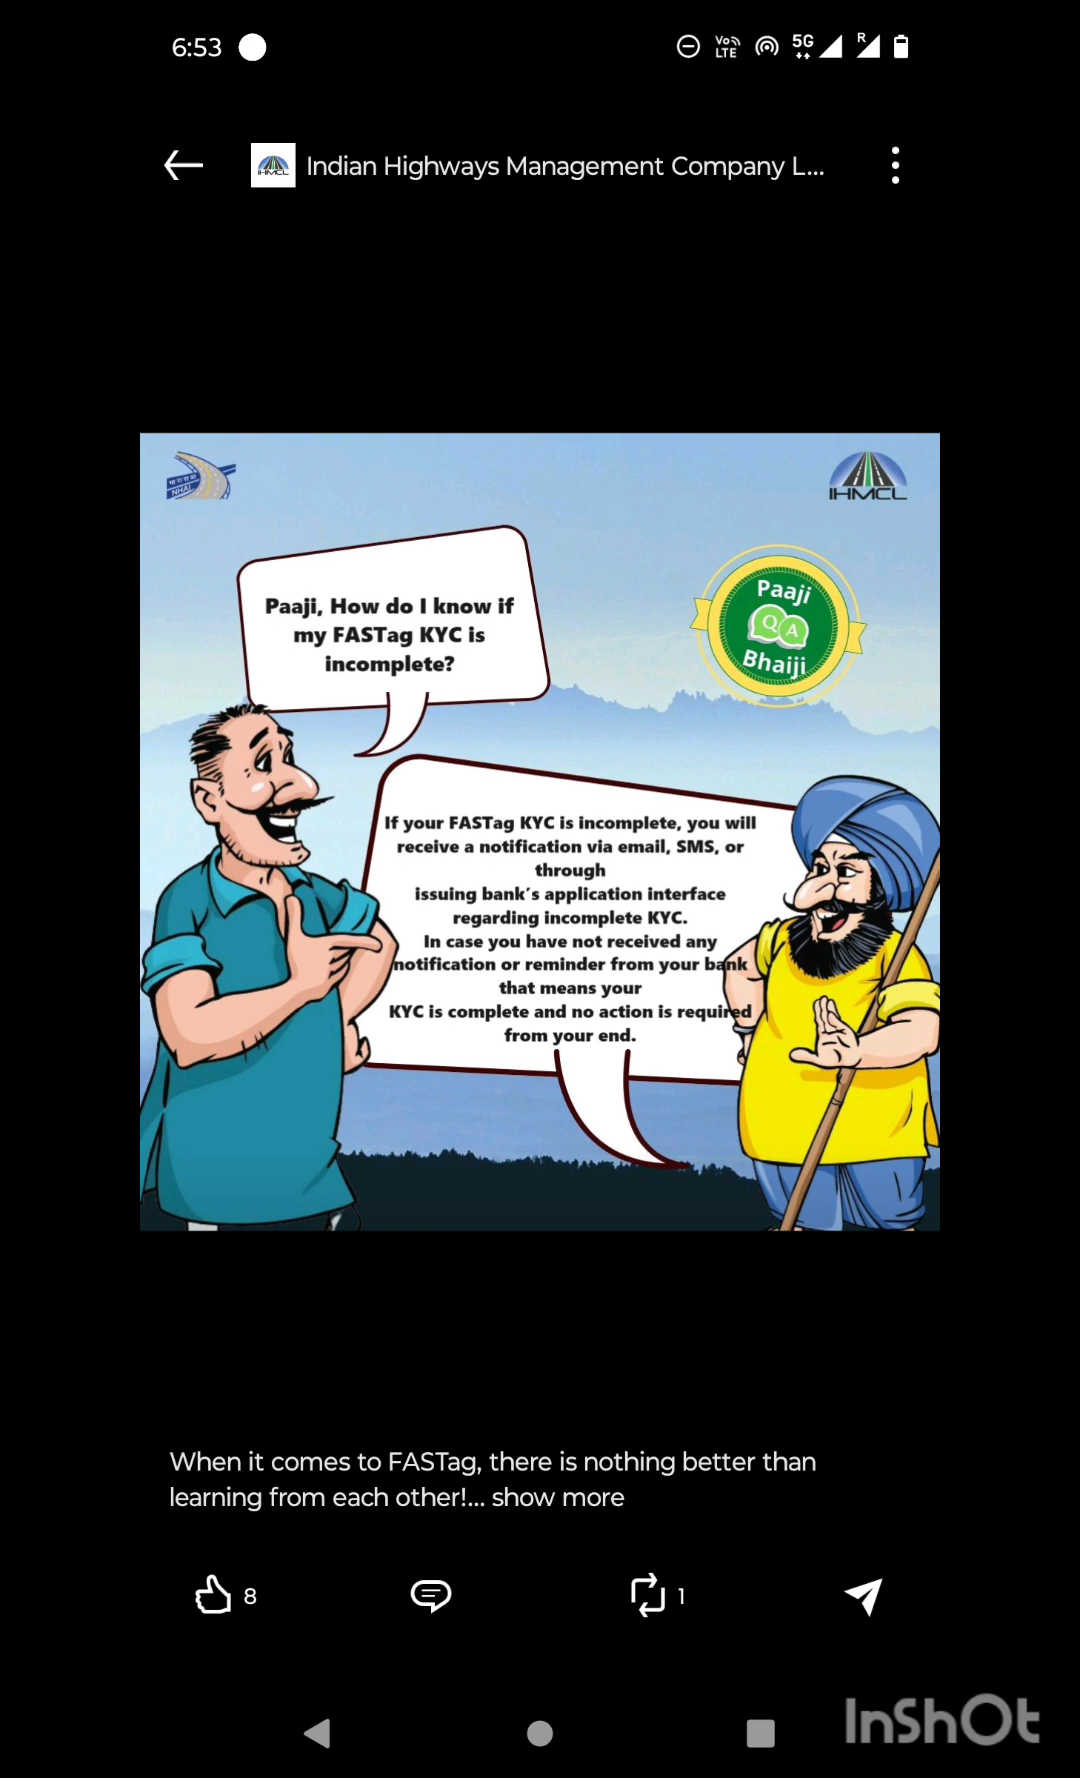 6:53
Vo LTE 5G R
Indian Highways Management Company L...
NHAI
IHMCL
Paaji, How do I know if
my FASTag KYC is
incomplete?
Paaji
Q A
Bhaiji
If your FASTag KYC is incomplete, you will
receive a notification via email, SMS, or
through
issuing bank's application interface
regarding incomplete KYC.
In case you have not received any
notification or reminder from your bank
that means your
KYC is complete and no action is required
from your end.
When it comes to FASTag, there is nothing better than
learning from each other!... show more
8
1
InShOt